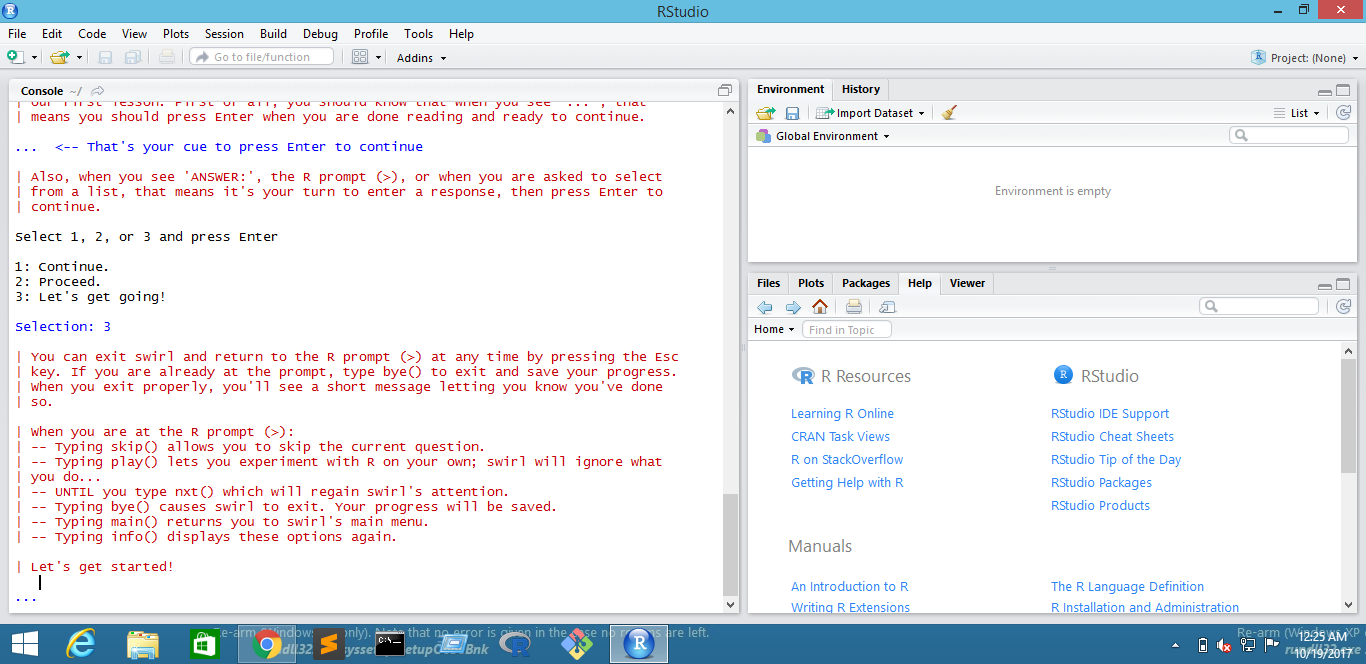 RStudio
File Edit Code View Plots Session Build Debug Profile Tools Help
Go to file/function Addins Project: (None)
Console ~/
| our first lesson. First of all, you should know that when you see '...', that
| means you should press Enter when you are done reading and ready to continue.
... <-- That's your cue to press Enter to continue
| Also, when you see 'ANSWER:', the R prompt (>), or when you are asked to select
| from a list, that means it's your turn to enter a response, then press Enter to
| continue.
Select 1, 2, or 3 and press Enter
1: Continue.
2: Proceed.
3: Let's get going!
Selection: 3
| You can exit swirl and return to the R prompt (>) at any time by pressing the Esc
| key. If you are already at the prompt, type bye() to exit and save your progress.
| When you exit properly, you'll see a short message letting you know you've done
| so.
| When you are at the R prompt (>):
| -- Typing skip() allows you to skip the current question.
| -- Typing play() lets you experiment with R on your own; swirl will ignore what
| you do...
| -- UNTIL you type nxt() which will regain swirl's attention.
| -- Typing bye() causes swirl to exit. Your progress will be saved.
| -- Typing main() returns you to swirl's main menu.
| -- Typing info() displays these options again.
| Let's get started!
...
Environment History
Import Dataset List
Global Environment
Environment is empty
Files Plots Packages Help Viewer
Home Find in Topic
R Resources RStudio
Learning R Online RStudio IDE Support
CRAN Task Views RStudio Cheat Sheets
R on StackOverflow RStudio Tip of the Day
Getting Help with R RStudio Packages
RStudio Products
Manuals
An Introduction to R The R Language Definition
Writing R Extensions R Installation and Administration
only). Note that no error is given in the se no re are left.
Re-arm (Windows XP
rundll32.exe
12:25 AM
10/19/2017